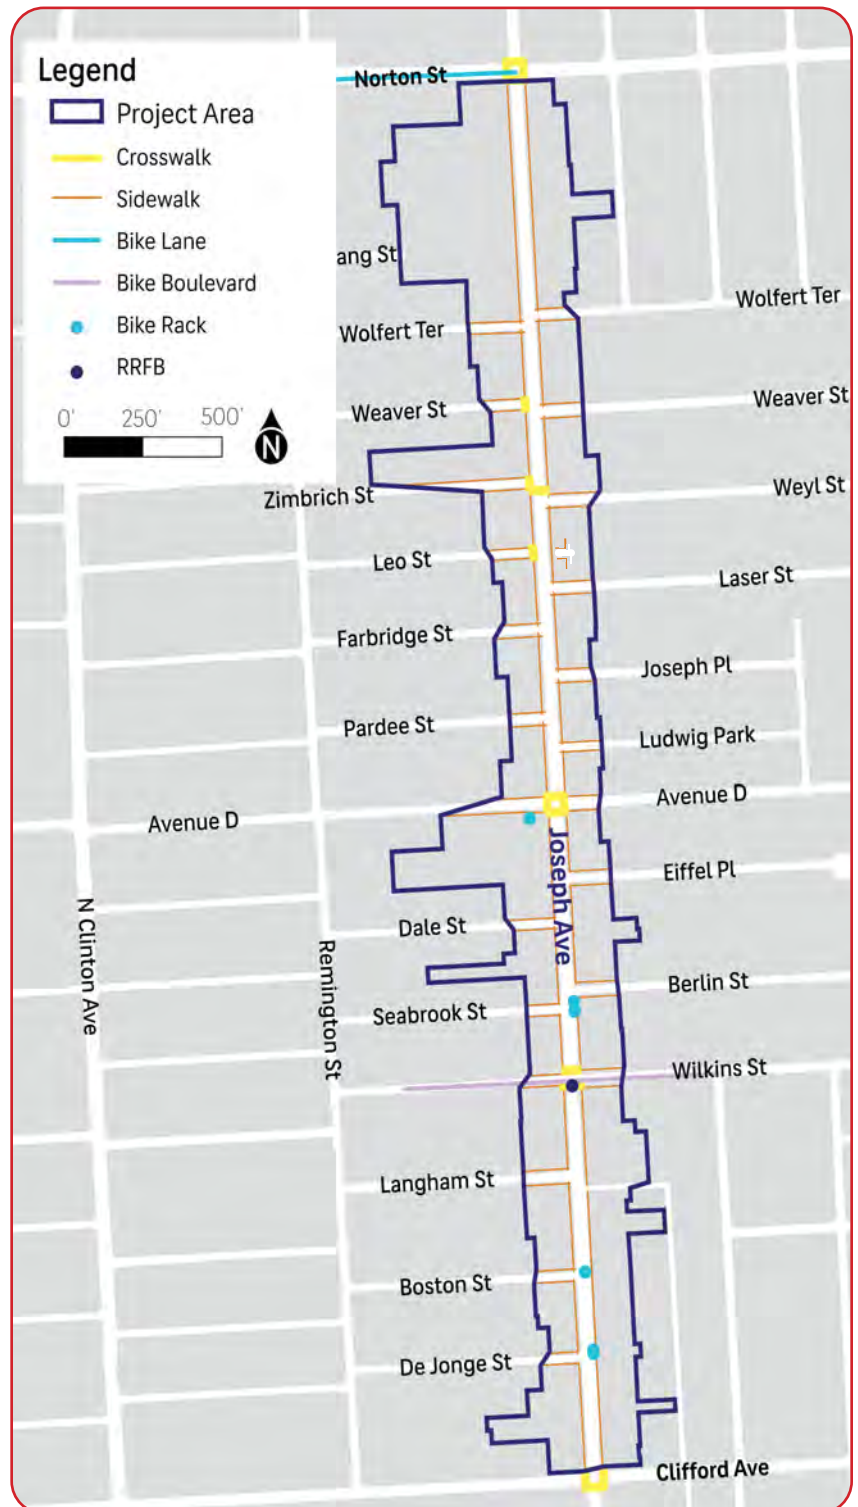 Legend
Project Area
Crosswalk
Sidewalk
Bike Lane
Bike Boulevard
Bike Rack
RRFB
0' 250' 500'
N
Norton St
ang St
Wolfert Ter
Wolfert Ter
Weaver St
Weaver St
Zimbrich St
Weyl St
Leo St
Laser St
Farbridge St
Joseph Pl
Pardee St
Ludwig Park
Avenue D
Avenue D
Joseph Ave
Eiffel Pl
N Clinton Ave
Remington St
Dale St
Berlin St
Seabrook St
Wilkins St
Langham St
Boston St
De Jonge St
Clifford Ave